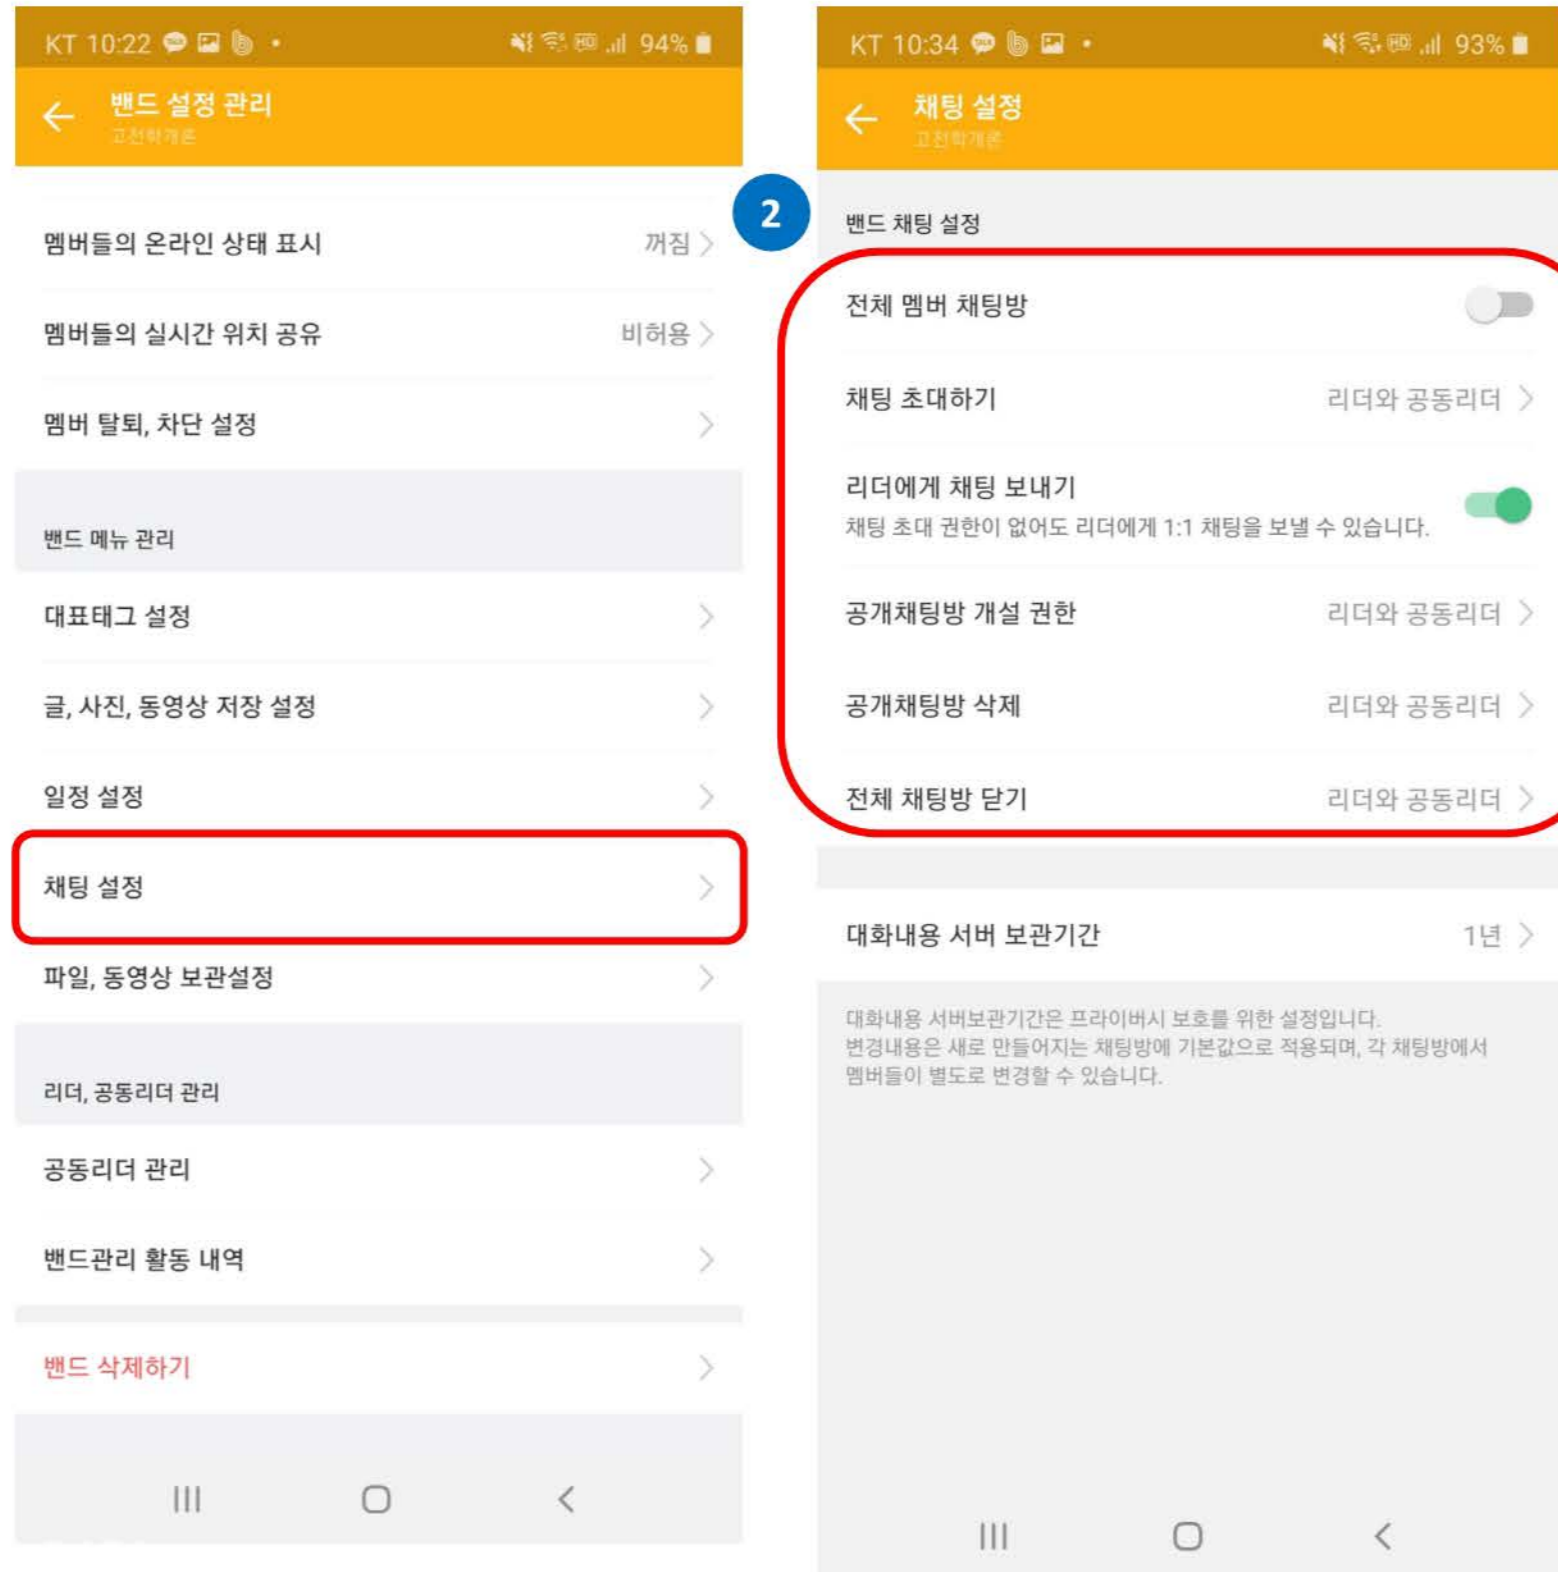 KT 10:22
94%
밴드 설정 관리
고전학개론
멤버들의 온라인 상태 표시
꺼짐
멤버들의 실시간 위치 공유
비허용
멤버 탈퇴, 차단 설정
밴드 메뉴 관리
대표태그 설정
글, 사진, 동영상 저장 설정
일정 설정
채팅 설정
파일, 동영상 보관설정
리더, 공동리더 관리
공동리더 관리
밴드관리 활동 내역
밴드 삭제하기
2
KT 10:34
93%
채팅 설정
고전학개론
밴드 채팅 설정
전체 멤버 채팅방
채팅 초대하기
리더와 공동리더
리더에게 채팅 보내기
채팅 초대 권한이 없어도 리더에게 1:1 채팅을 보낼 수 있습니다.
공개채팅방 개설 권한
리더와 공동리더
공개채팅방 삭제
리더와 공동리더
전체 채팅방 닫기
리더와 공동리더
대화내용 서버 보관기간
1년
대화내용 서버보관기간은 프라이버시 보호를 위한 설정입니다.
변경내용은 새로 만들어지는 채팅방에 기본값으로 적용되며, 각 채팅방에서
멤버들이 별도로 변경할 수 있습니다.